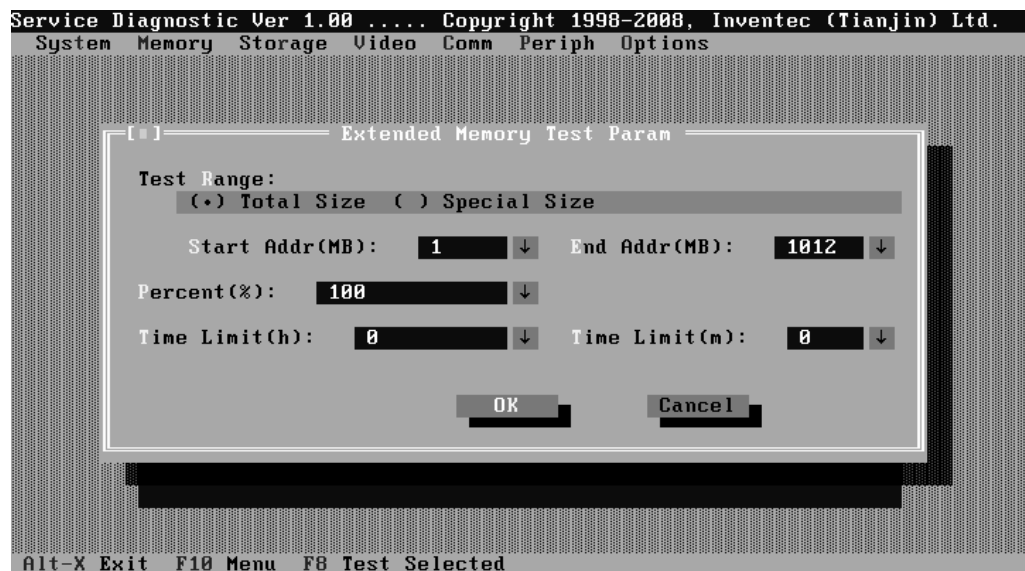 Service Diagnostic Ver 1.00 ..... Copyright 1998-2008, Inventec (Tianjin) Ltd.
System Memory Storage Video Comm Periph Options
[■] Extended Memory Test Param
Test Range:
(•) Total Size ( ) Special Size
Start Addr(MB): 1 ↓ End Addr(MB): 1012 ↓
Percent(%): 100 ↓
Time Limit(h): 0 ↓ Time Limit(m): 0 ↓
OK Cancel
Alt-X Exit F10 Menu F8 Test Selected